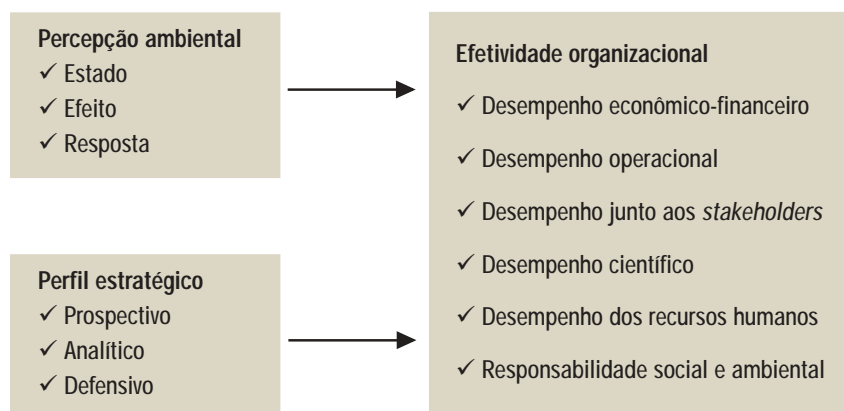 Percepção ambiental
✓ Estado
✓ Efeito
✓ Resposta
Perfil estratégico
✓ Prospectivo
✓ Analítico
✓ Defensivo
Efetividade organizacional
✓ Desempenho econômico-financeiro
✓ Desempenho operacional
✓ Desempenho junto aos stakeholders
✓ Desempenho científico
✓ Desempenho dos recursos humanos
✓ Responsabilidade social e ambiental